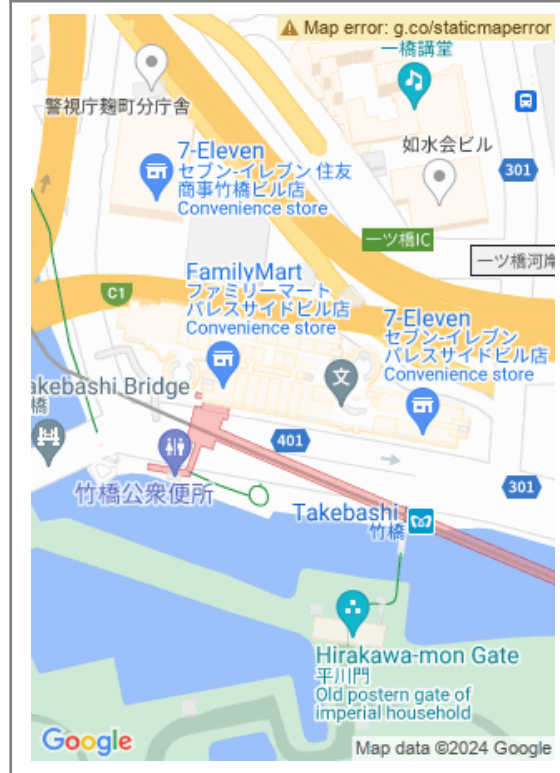 Map error: g.co/staticmaperror
一橋講堂
警視庁麹町分庁舎
如水会ビル
7-Eleven
セブン-イレブン 住友
商事竹橋ビル店
Convenience store
301
一ツ橋IC
一ツ橋河岸
FamilyMart
ファミリーマート
パレスサイドビル店
Convenience store
C1
7-Eleven
セブン-イレブン
パレスサイドビル店
Convenience store
文
akebashi Bridge
橋
401
竹橋公衆便所
301
Takebashi
竹橋
Hirakawa-mon Gate
平川門
Old postern gate of
imperial household
Google
Map data ©2024 Google